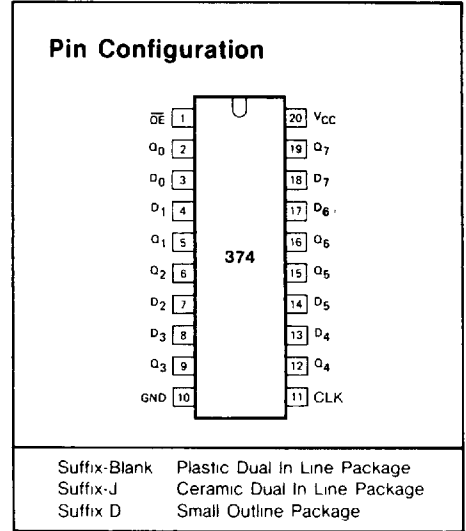 Pin Configuration
OE 1 20 VCC
Q0 2 19 Q7
D0 3 18 D7
D1 4 17 D6
Q1 5 16 Q6
374
Q2 6 15 Q5
D2 7 14 D5
D3 8 13 D4
Q3 9 12 Q4
GND 10 11 CLK
Suffix-Blank Plastic Dual In Line Package
Suffix-J Ceramic Dual In Line Package
Suffix D Small Outline Package